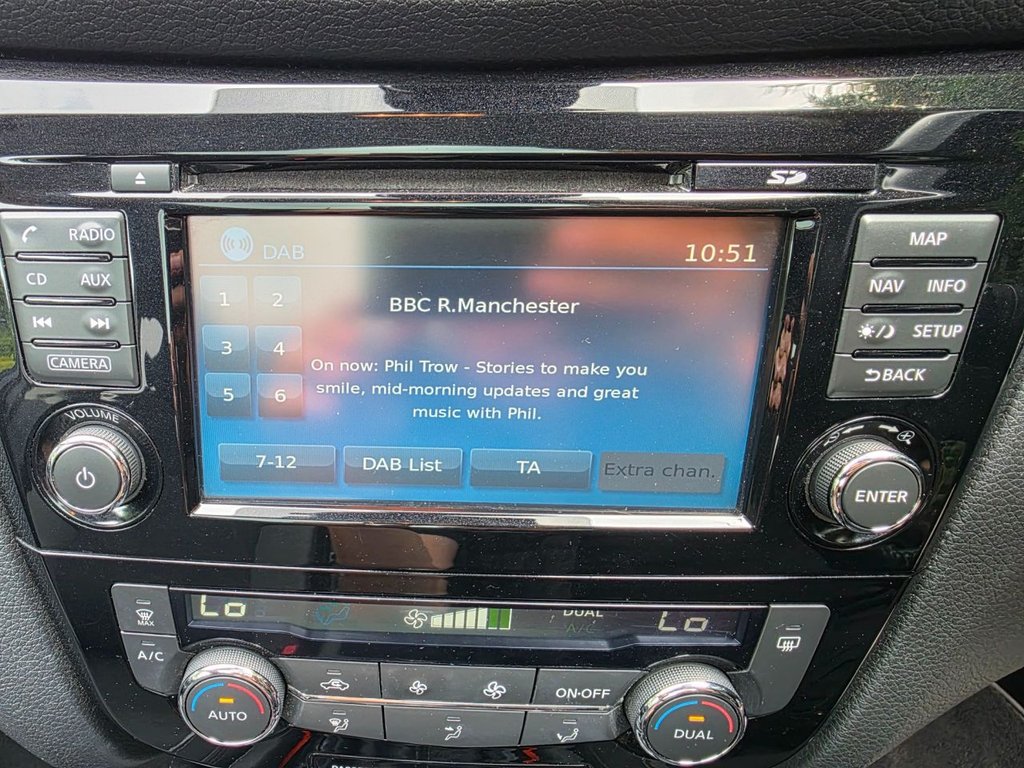 SD
RADIO
CD AUX
CAMERA
VOLUME
DAB
10:51
1 2
3 4
5 6
BBC R.Manchester
On now: Phil Trow - Stories to make you
smile, mid-morning updates and great
music with Phil.
7-12 DAB List TA Extra chan.
MAP
NAV INFO
SETUP
BACK
ENTER
MAX
A/C
Lo
DUAL
A/C
Lo
AUTO
ON·OFF
DUAL